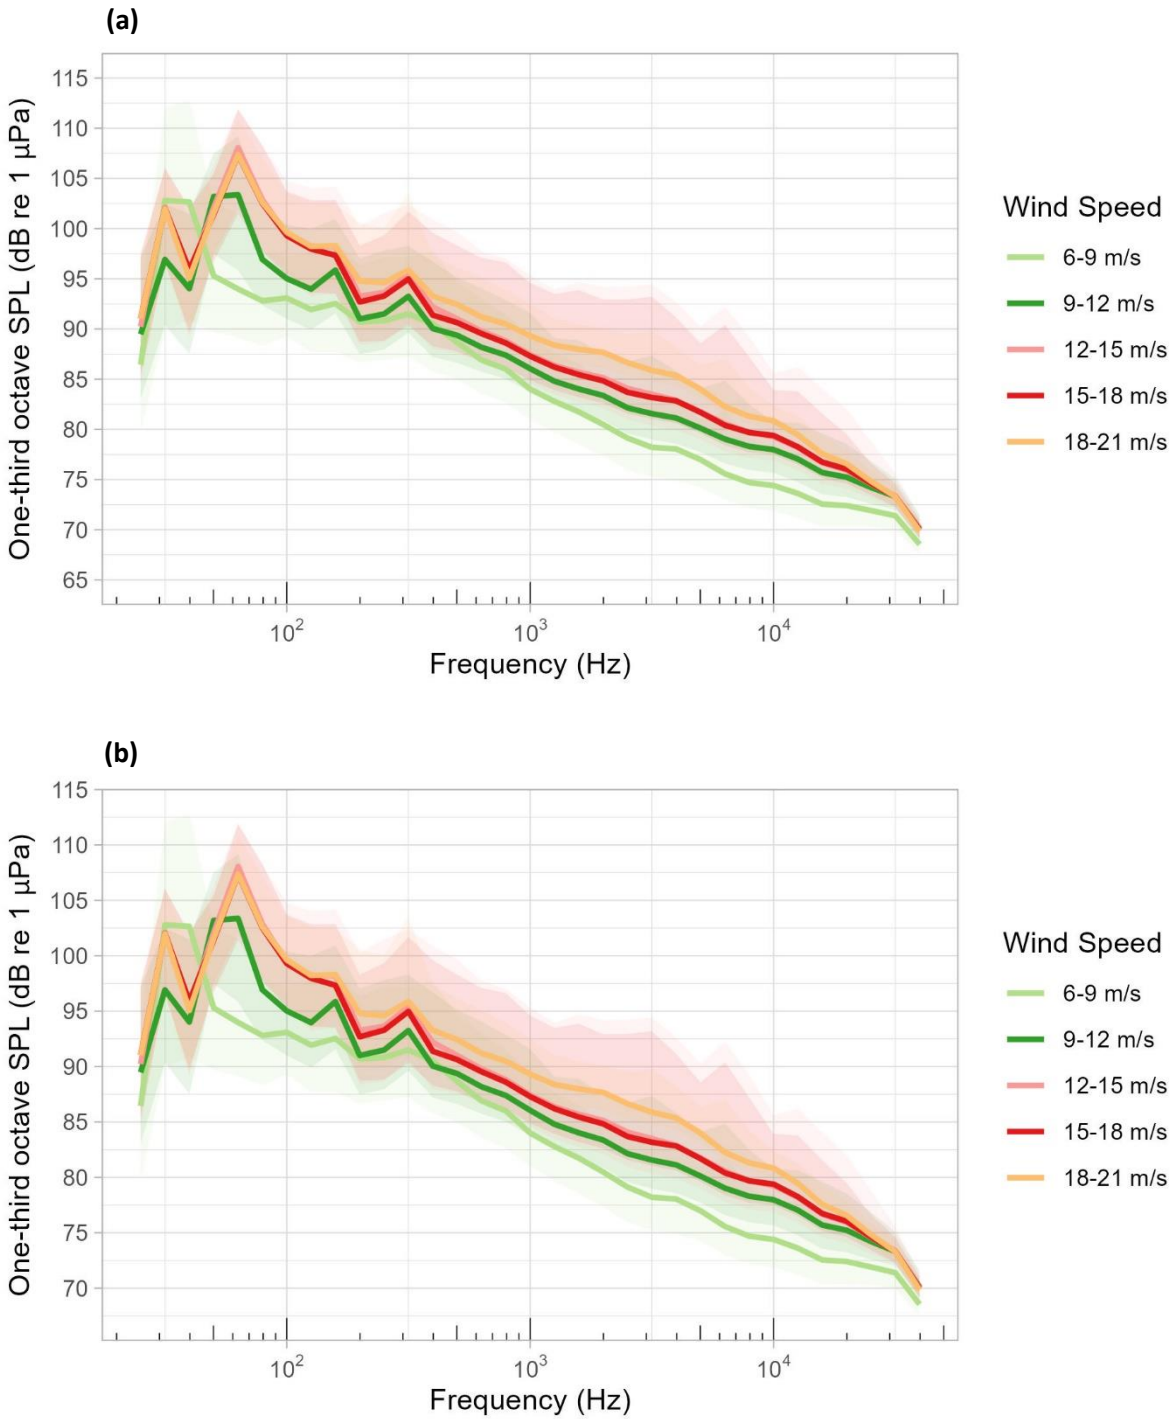 (a)
One-third octave SPL (dB re 1 µPa)
115
110
105
100
95
90
85
80
75
70
65
10²
10³
10⁴
Frequency (Hz)
Wind Speed
6-9 m/s
9-12 m/s
12-15 m/s
15-18 m/s
18-21 m/s
(b)
One-third octave SPL (dB re 1 µPa)
115
110
105
100
95
90
85
80
75
70
10²
10³
10⁴
Frequency (Hz)
Wind Speed
6-9 m/s
9-12 m/s
12-15 m/s
15-18 m/s
18-21 m/s